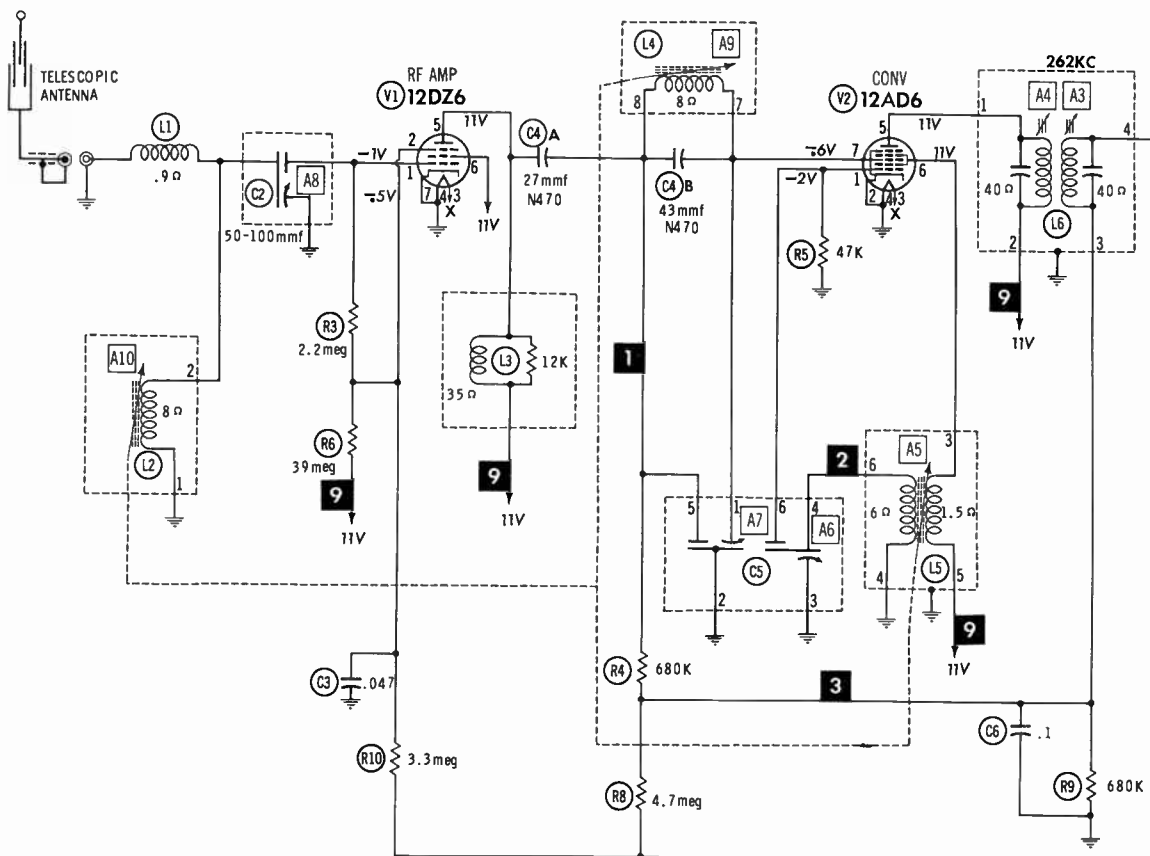 TELESCOPIC
ANTENNA
L1
.9Ω
C2
A8
50-100mmf
RF AMP
V1 12DZ6
5
11V
2
-1V
1
-.5V
6
7
4
3
X
11V
C4 A
27mmf
N470
L4
A9
8Ω
8
7
C4 B
43mmf
N470
CONV
V2 12AD6
5
11V
-.6V
7
-2V
1
11V
6
2
4
3
X
R5
47K
262KC
1
A4
A3
4
40Ω
40Ω
L6
2
3
9
11V
R3
2.2meg
R6
39meg
9
11V
A10
2
8Ω
L2
1
L3
12K
35Ω
9
11V
1
2
5
1
A7
6
4
A6
C5
2
3
6
A5
3
6Ω
1.5Ω
4
L5
5
9
11V
C3
.047
R4
680K
3
C6
.1
R10
3.3meg
R8
4.7meg
R9
680K